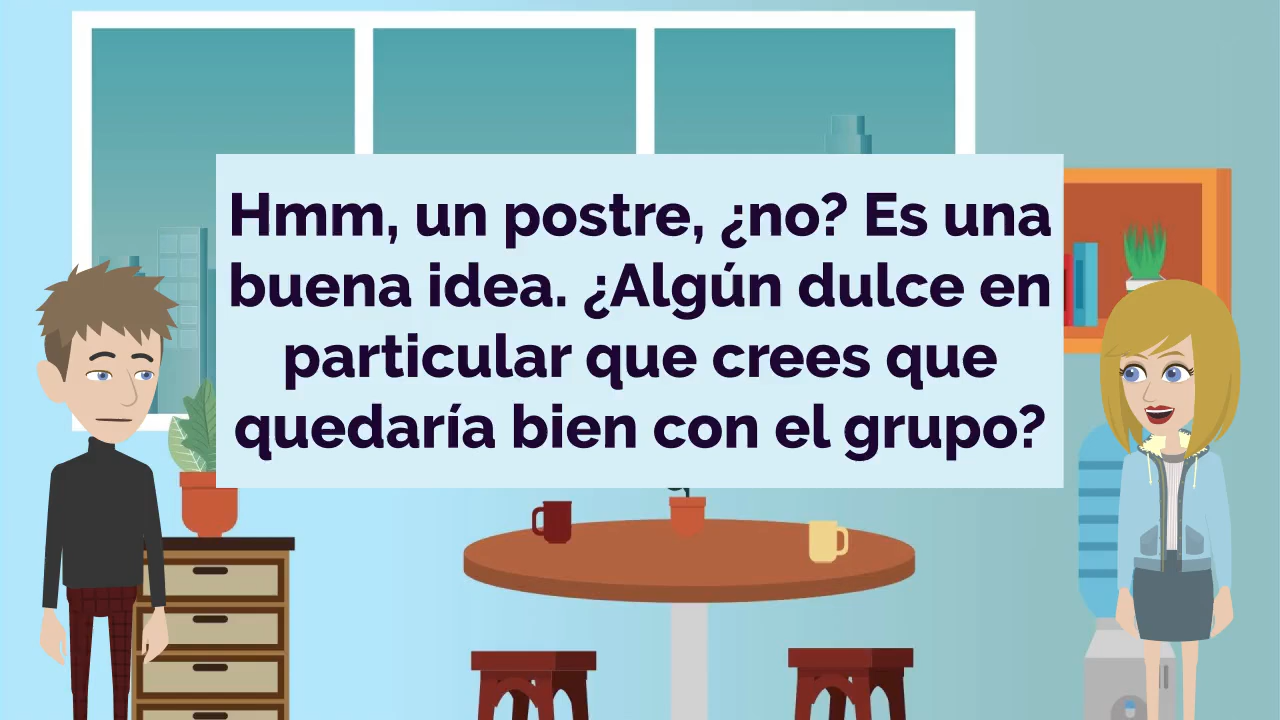 Hmm, un postre, ¿no? Es una
buena idea. ¿Algún dulce en
particular que crees que
quedaría bien con el grupo?